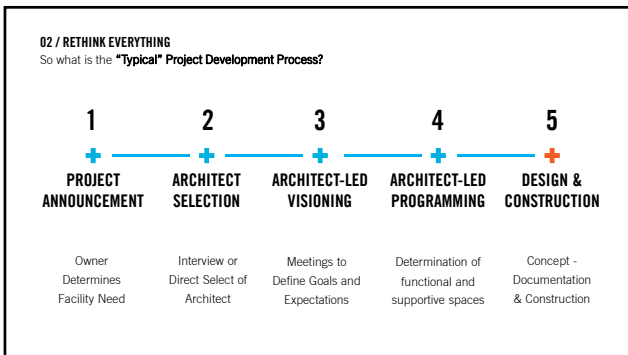 02 / RETHINK EVERYTHING
So what is the "Typical" Project Development Process?
1
2
3
4
5
PROJECT
ANNOUNCEMENT
ARCHITECT
SELECTION
ARCHITECT-LED
VISIONING
ARCHITECT-LED
PROGRAMMING
DESIGN &
CONSTRUCTION
Owner
Determines
Facility Need
Interview or
Direct Select of
Architect
Meetings to
Define Goals and
Expectations
Determination of
functional and
supportive spaces
Concept -
Documentation
& Construction